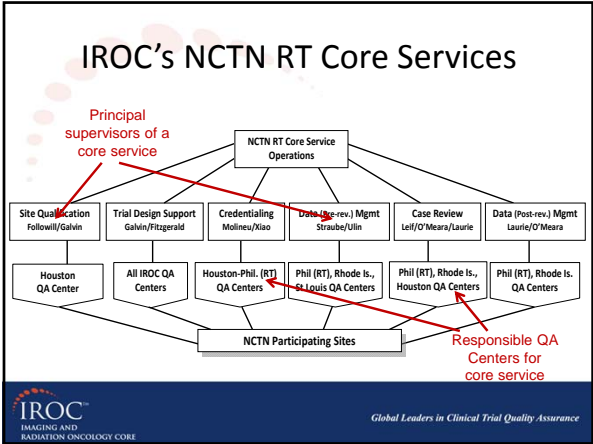 IROC's NCTN RT Core Services
Principal
supervisors of a
core service
NCTN RT Core Service
Operations
Site Qualification
Followill/Galvin
Trial Design Support
Galvin/Fitzgerald
Credentialing
Molineu/Xiao
Data (Pre-rev.) Mgmt
Straube/Ulin
Case Review
Leif/O'Meara/Laurie
Data (Post-rev.) Mgmt
Laurie/O'Meara
Houston
QA Center
All IROC QA
Centers
Houston-Phil. (RT)
QA Centers
Phil (RT), Rhode Is.,
St Louis QA Centers
Phil (RT), Rhode Is.,
Houston QA Centers
Phil (RT), Rhode Is.
QA Centers
NCTN Participating Sites
Responsible QA
Centers for
core service
IROC™
IMAGING AND
RADIATION ONCOLOGY CORE
Global Leaders in Clinical Trial Quality Assurance